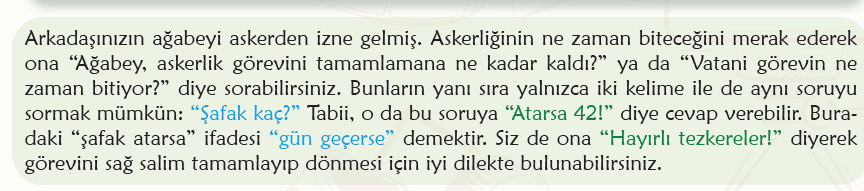 Arkadaşınızın ağabeyi askerden izne gelmiş. Askerliğinin ne zaman biteceğini merak ederek
ona “Ağabey, askerlik görevini tamamlamana ne kadar kaldı?” ya da “Vatani görevin ne
zaman bitiyor?” diye sorabilirsiniz. Bunların yanı sıra yalnızca iki kelime ile de aynı soruyu
sormak mümkün: “Şafak kaç?” Tabii, o da bu soruya “Atarsa 42!” diye cevap verebilir. Bura-
daki “şafak atarsa” ifadesi “gün geçerse” demektir. Siz de ona “Hayırlı tezkereler!” diyerek
görevini sağ salim tamamlayıp dönmesi için iyi dilekte bulunabilirsiniz.